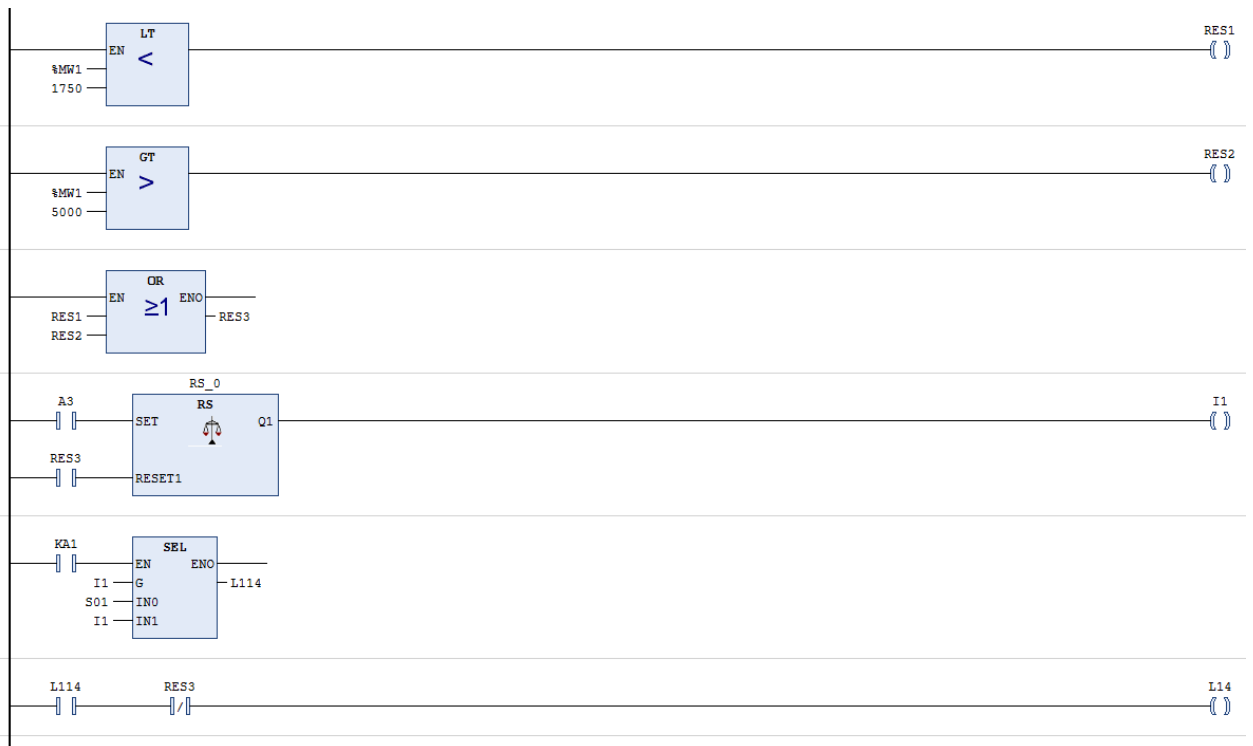 LT
RES1
EN
<
%MW1
1750
GT
RES2
EN
>
%MW1
5000
OR
EN ENO
≥1
RES1 RES3
RES2
RS_0
A3 RS I1
SET Q1
RES3
RESET1
KA1 SEL
EN ENO
I1 G L114
S01 IN0
I1 IN1
L114 RES3 L14